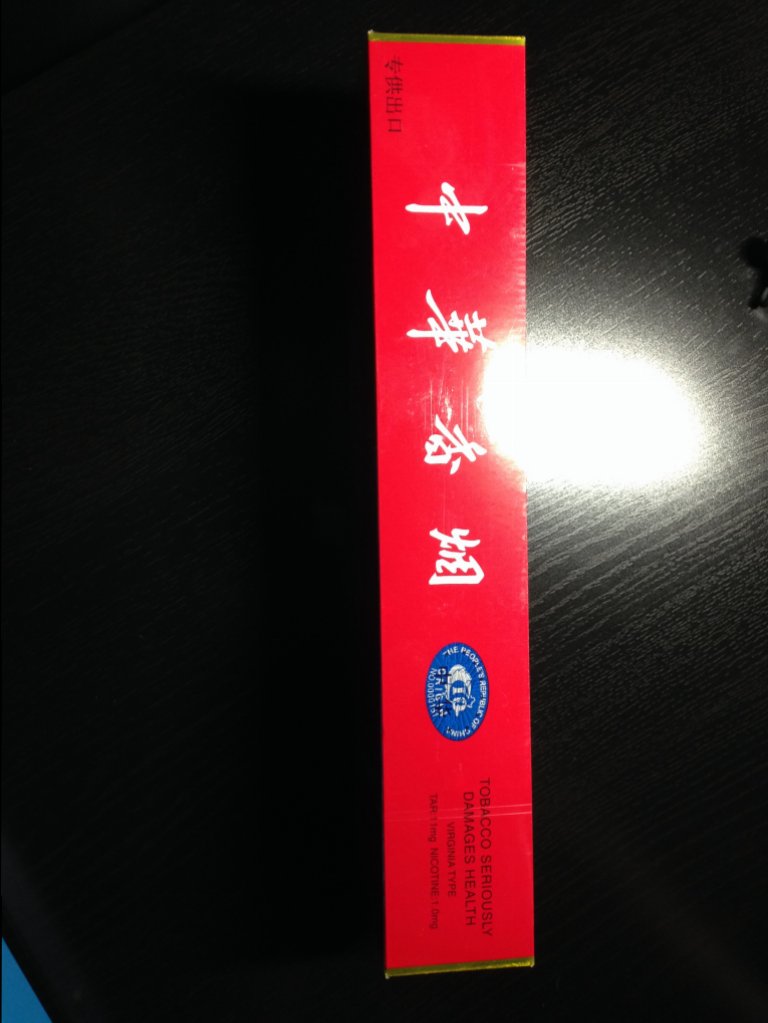 专供出口
中華香烟
THE PEOPLE'S REPUBLIC OF CHINA
TOBACCO SERIOUSLY
DAMAGES HEALTH
VIRGINIA TYPE
TAR:11mg NICOTINE:1.0mg